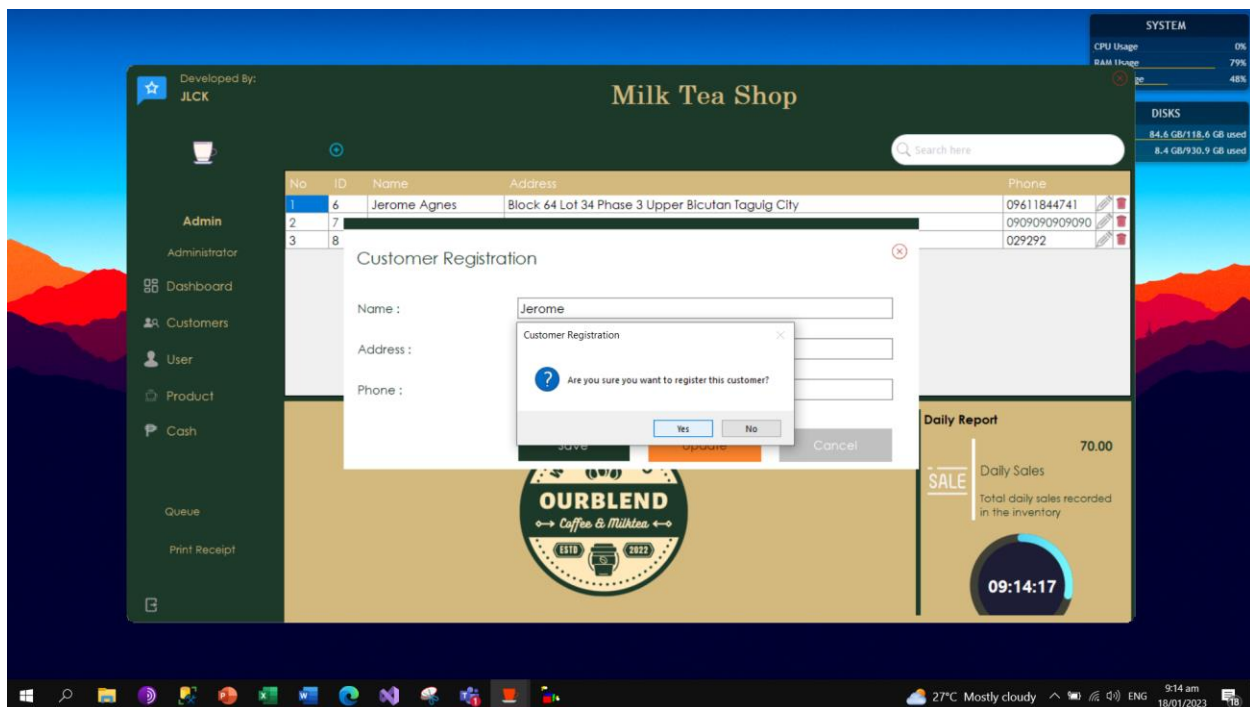 SYSTEM
CPU Usage 0%
RAM Usage 79%
ge 48%
DISKS
84.6 GB/118.6 GB used
8.4 GB/930.9 GB used
Developed By:
JLCK
Milk Tea Shop
Search here
No ID Name Address Phone
1 6 Jerome Agnes Block 64 Lot 34 Phase 3 Upper Bicutan Taguig City 09611844741
2 7 0909090909090
3 8 029292
Admin
Administrator
Dashboard
Customers
User
Product
Cash
Queue
Print Receipt
Customer Registration
Name : Jerome
Address :
Phone :
Customer Registration
Are you sure you want to register this customer?
Yes No
Save Update Cancel
OURBLEND
Coffee & Milktea
ESTD 2022
Daily Report
70.00
SALE
Daily Sales
Total daily sales recorded
in the inventory
09:14:17
27°C Mostly cloudy ENG 9:14 am
18/01/2023
18